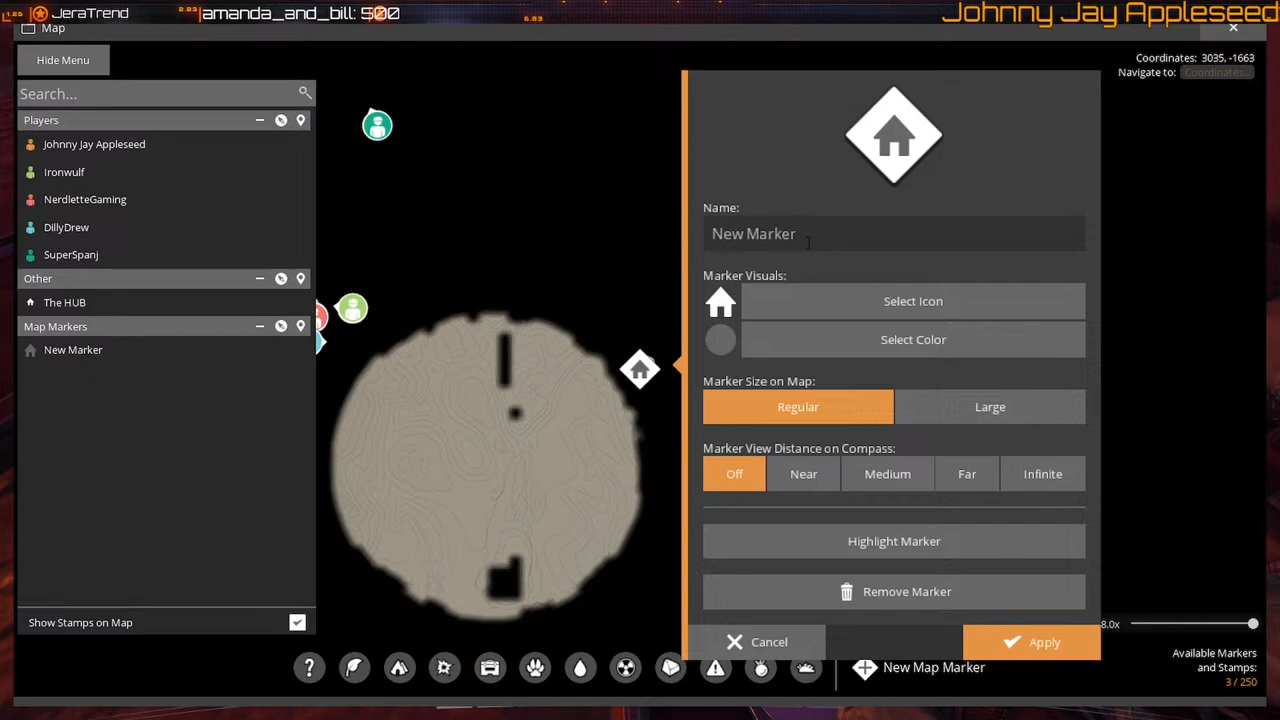 JeraTrend
amanda_and_bill: 500
6.83
Johnny Jay Appleseed
Map
Hide Menu
Coordinates: 3035, -1663
Navigate to: Coordinates...
Search...
Players
Johnny Jay Appleseed
Ironwulf
NerdletteGaming
DillyDrew
SuperSpanj
Other
The HUB
Map Markers
New Marker
Show Stamps on Map
Name:
New Marker
Marker Visuals:
Select Icon
Select Color
Marker Size on Map:
Regular
Large
Marker View Distance on Compass:
Off
Near
Medium
Far
Infinite
Highlight Marker
Remove Marker
Cancel
Apply
8.0x
New Map Marker
Available Markers
and Stamps:
3 / 250